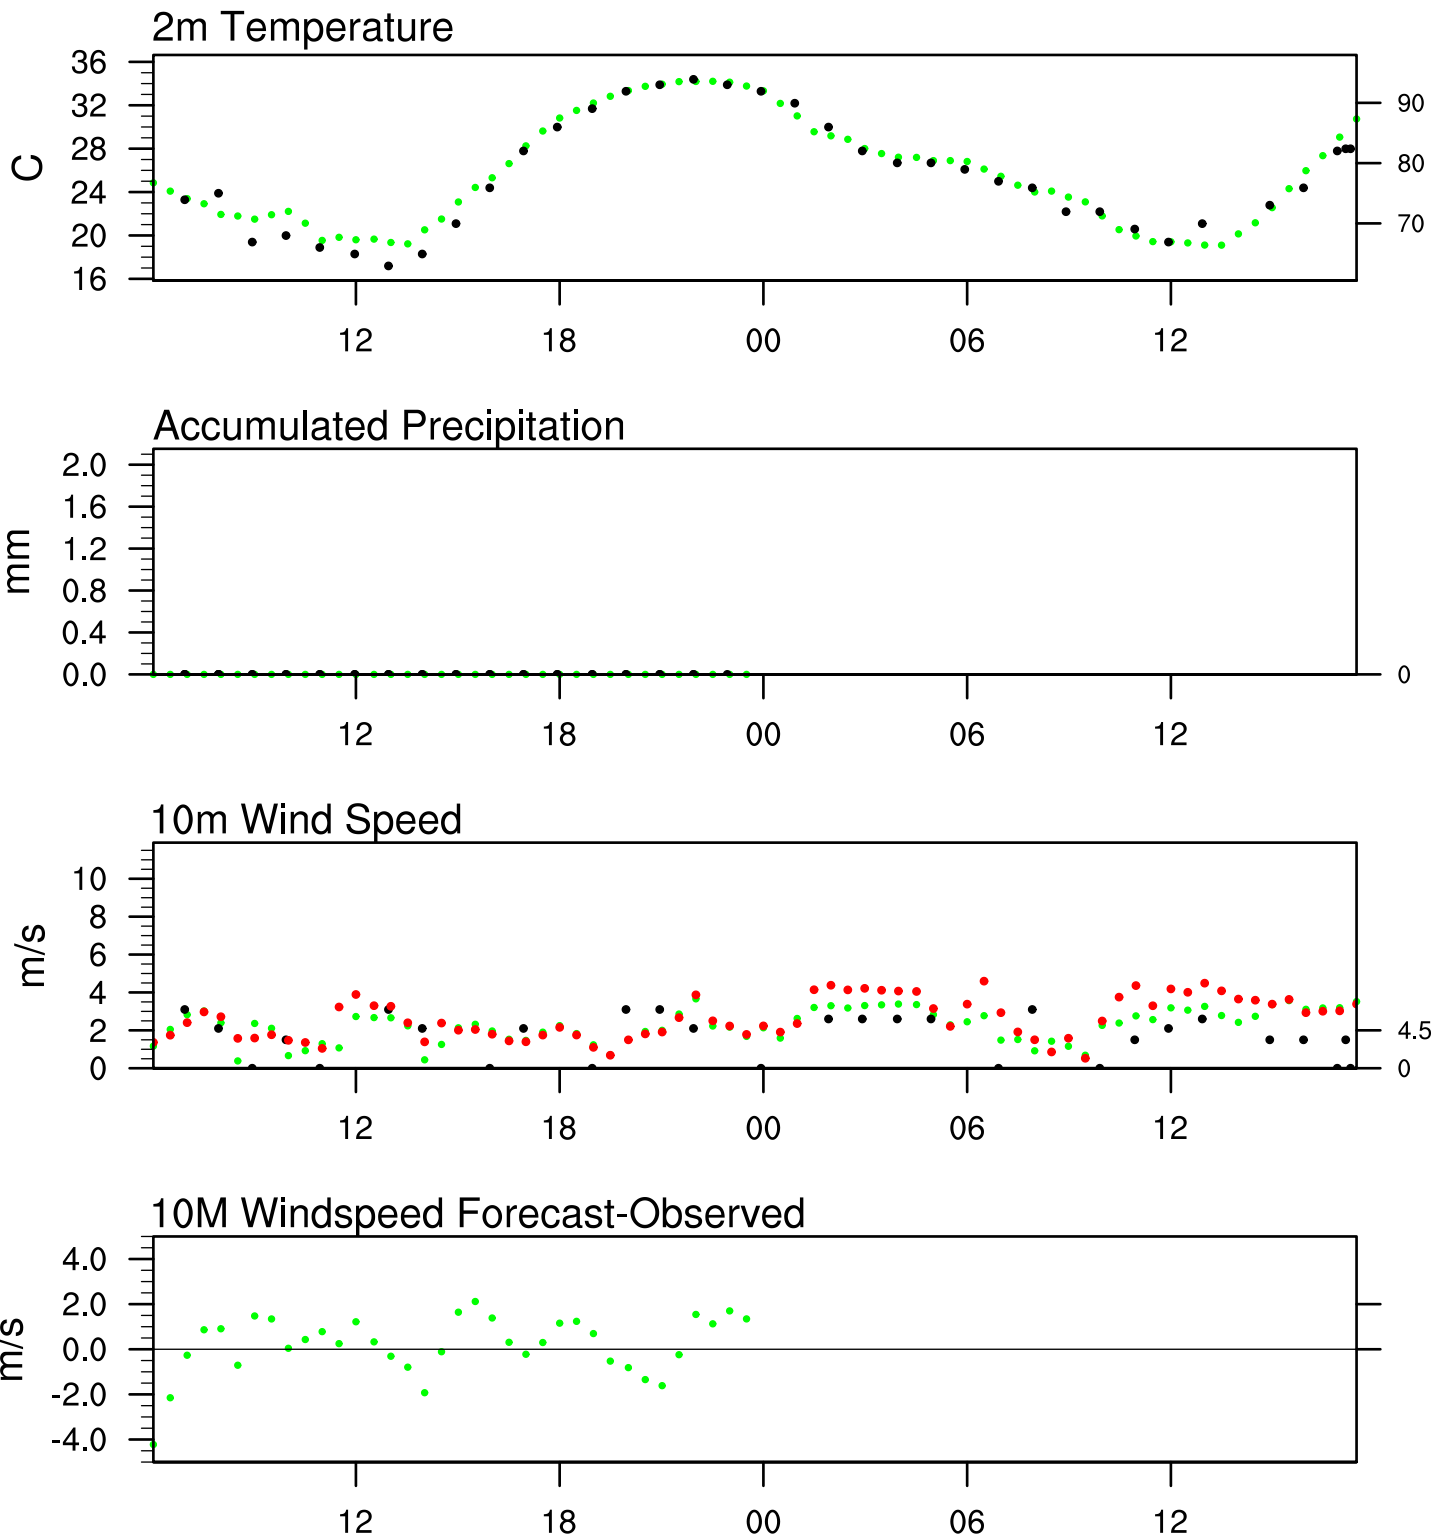 2m Temperature
36
32
28
24
20
16
C
90
80
70
12 18 00 06 12
Accumulated Precipitation
2.0
1.6
1.2
0.8
0.4
0.0
mm
0
12 18 00 06 12
10m Wind Speed
10
8
6
4
2
0
m/s
4.5
0
12 18 00 06 12
10M Windspeed Forecast-Observed
4.0
2.0
0.0
-2.0
-4.0
m/s
12 18 00 06 12